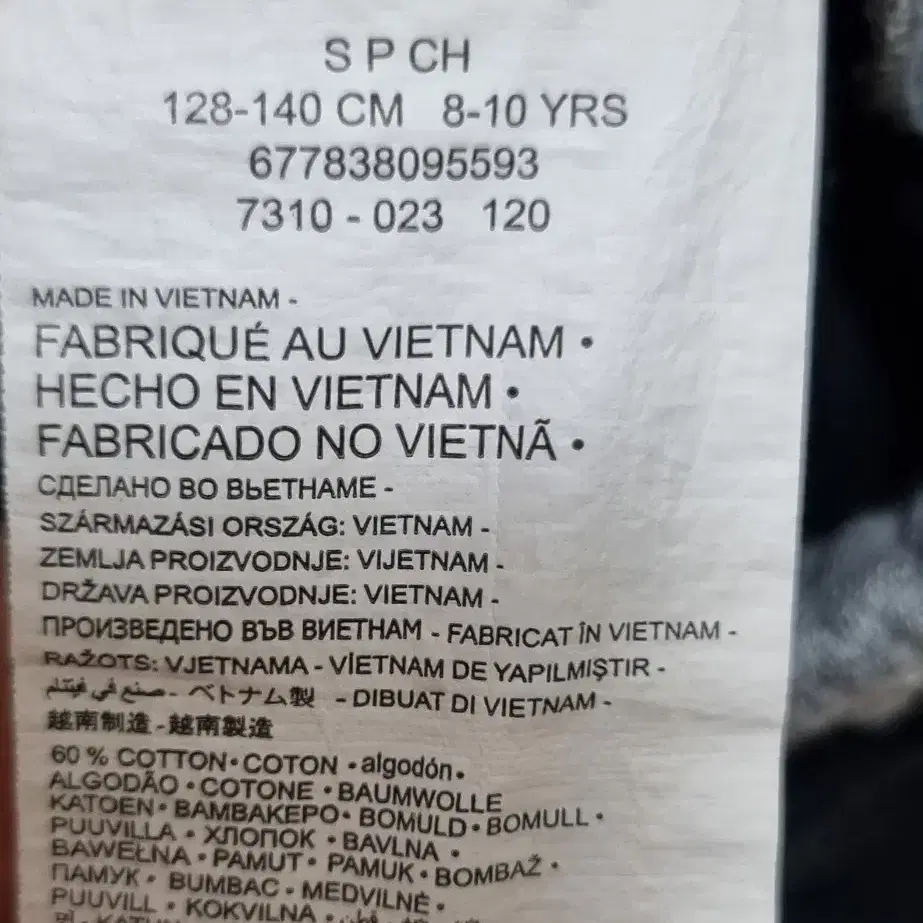 S P CH
128-140 CM 8-10 YRS
677838095593
7310 - 023 120
MADE IN VIETNAM -
FABRIQUÉ AU VIETNAM •
HECHO EN VIETNAM •
FABRICADO NO VIETNÃ •
СДЕЛАНО ВО ВЬЕТНАМЕ -
SZÁRMAZÁSI ORSZÁG: VIETNAM -
ZEMLJA PROIZVODNJE: VIJETNAM -
DRŽAVA PROIZVODNJE: VIETNAM -
ПРОИЗВЕДЕНО ВЪВ ВИЕТНАМ - FABRICAT ÎN VIETNAM -
RAŽOTS: VJETNAMA - VİETNAM DE YAPILMIŞTIR -
صنع في فيتنام - ベトナム製 - DIBUAT DI VIETNAM -
越南制造 - 越南製造
60 % COTTON • COTON • algodón •
ALGODÃO • COTONE • BAUMWOLLE
KATOEN • ΒΑΜΒΑΚΕΡΟ • BOMULD • BOMULL •
PUUVILLA • ХЛОПОК • BAVLNA •
BAWEŁNA • PAMUT • PAMUK • BOMBAŽ •
ПАМУК • BUMBAC • MEDVILNĖ •
PUUVILL • KOKVILNA • قطن